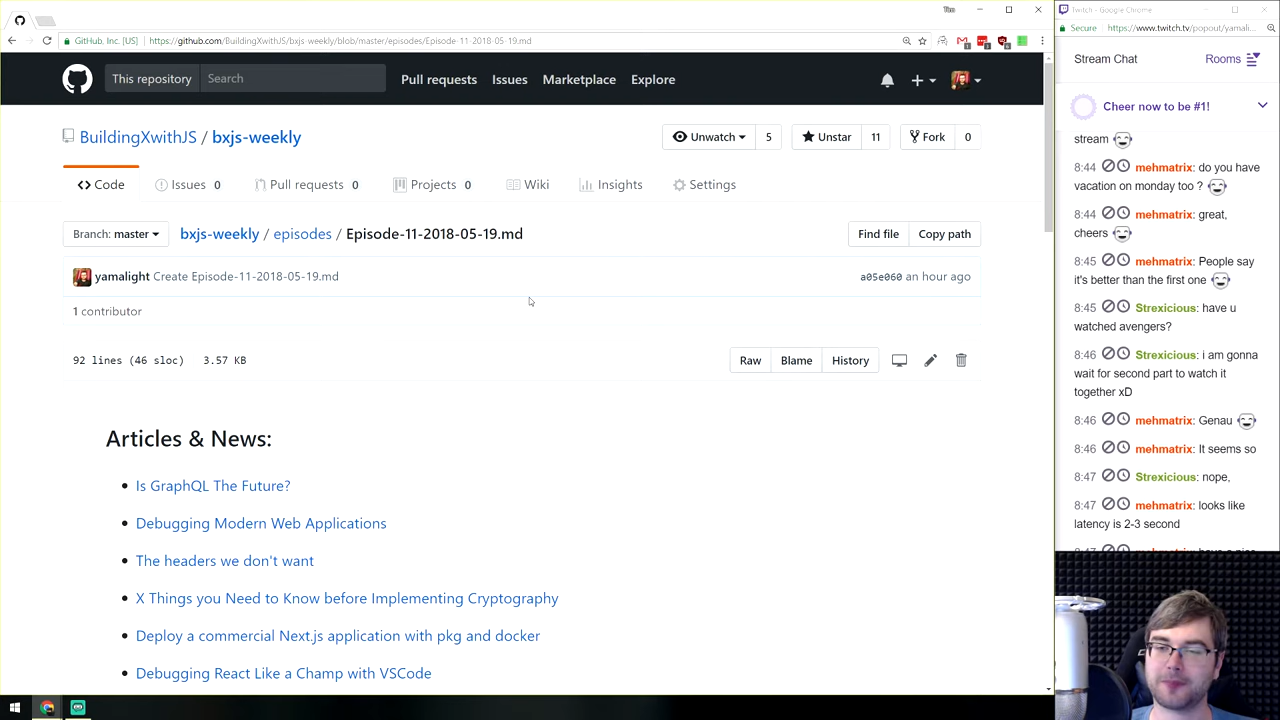 Tau
GitHub, Inc. [US]
https://github.com/BuildingXwithJS/bxjs-weekly/blob/master/episodes/Episode-11-2018-05-19.md
This repository
Search
Pull requests
Issues
Marketplace
Explore
BuildingXwithJS / bxjs-weekly
Unwatch 5
Unstar 11
Fork 0
Code
Issues 0
Pull requests 0
Projects 0
Wiki
Insights
Settings
Branch: master
bxjs-weekly / episodes / Episode-11-2018-05-19.md
Find file
Copy path
yamalight Create Episode-11-2018-05-19.md
a05e060 an hour ago
1 contributor
92 lines (46 sloc) 3.57 KB
Raw
Blame
History
Articles & News:
Is GraphQL The Future?
Debugging Modern Web Applications
The headers we don't want
X Things you Need to Know before Implementing Cryptography
Deploy a commercial Next.js application with pkg and docker
Debugging React Like a Champ with VSCode
Twitch - Google Chrome
Secure
https://www.twitch.tv/popout/yamali...
Stream Chat
Rooms
Cheer now to be #1!
stream
8:44 mehmatrix: do you have
vacation on monday too ?
8:44 mehmatrix: great,
cheers
8:45 mehmatrix: People say
it's better than the first one
8:45 Strexicious: have u
watched avengers?
8:46 Strexicious: i am gonna
wait for second part to watch it
together xD
8:46 mehmatrix: Genau
8:46 mehmatrix: It seems so
8:47 Strexicious: nope,
8:47 mehmatrix: looks like
latency is 2-3 second